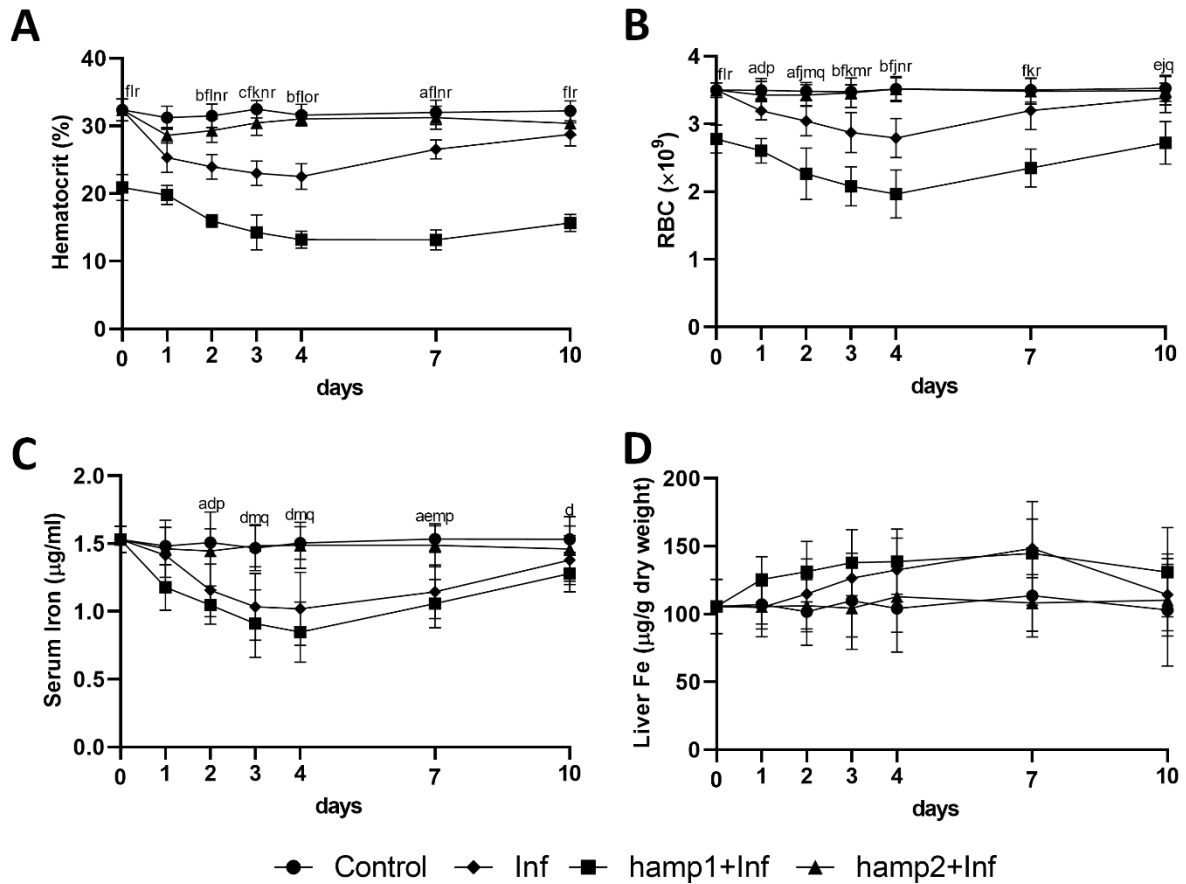 A
Hematocrit (%)
40
30
20
10
0
flr
bflnr
cfknr
bflor
aflnr
flr
0 1 2 3 4 7 10
days
B
RBC (×10⁹)
4
3
2
1
0
flr
adp
afjmq
bfkmr
bfjnr
fkr
ejq
0 1 2 3 4 7 10
days
C
Serum Iron (µg/ml)
2.0
1.5
1.0
0.5
0.0
adp
dmq
dmq
aemp
d
0 1 2 3 4 7 10
days
D
Liver Fe (µg/g dry weight)
200
150
100
50
0
0 1 2 3 4 7 10
days
Control Inf hamp1+Inf hamp2+Inf